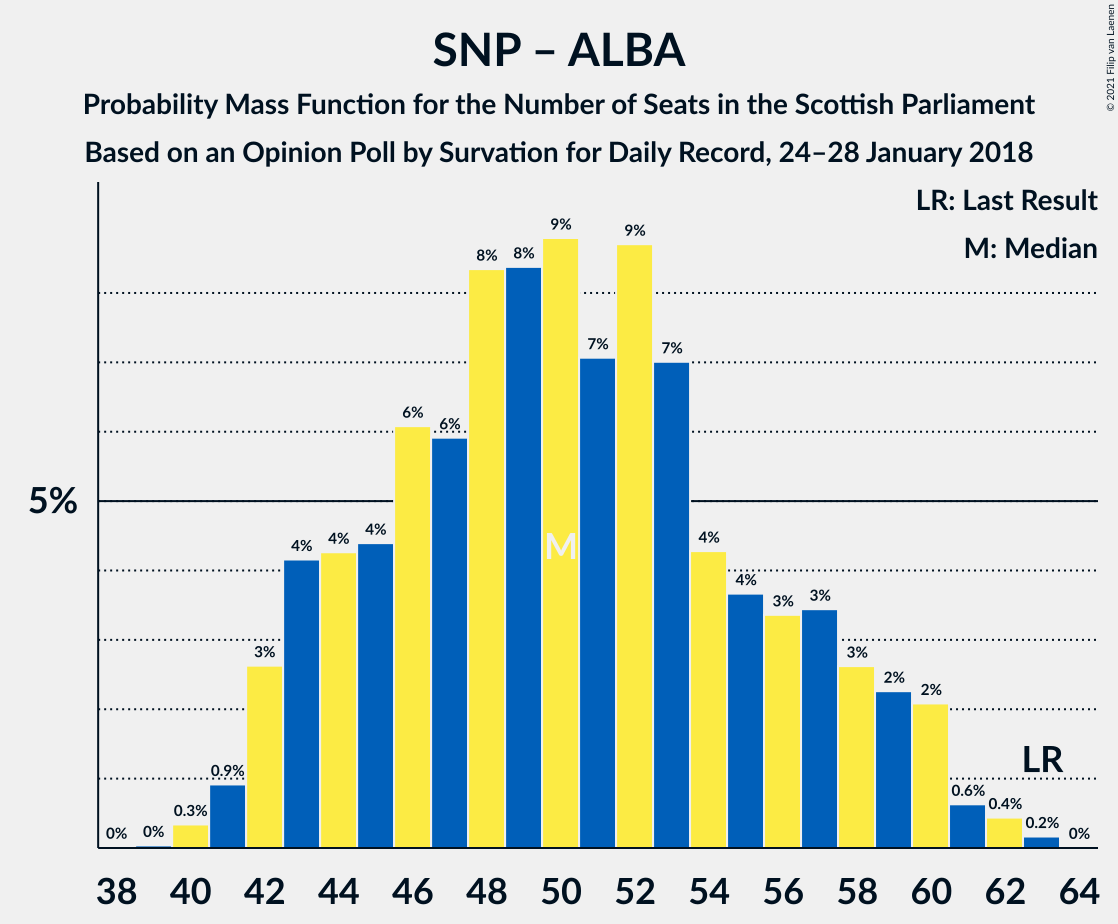 SNP – ALBA
Probability Mass Function for the Number of Seats in the Scottish Parliament
Based on an Opinion Poll by Survation for Daily Record, 24–28 January 2018
© 2021 Filip van Laenen
LR: Last Result
M: Median
5%
0% 0% 0.3% 0.9% 3% 4% 4% 4% 6% 6% 8% 8% 9% 7% 9% 7% 4% 4% 3% 3% 3% 2% 2% 0.6% 0.4% 0.2% 0%
M
LR
38 40 42 44 46 48 50 52 54 56 58 60 62 64